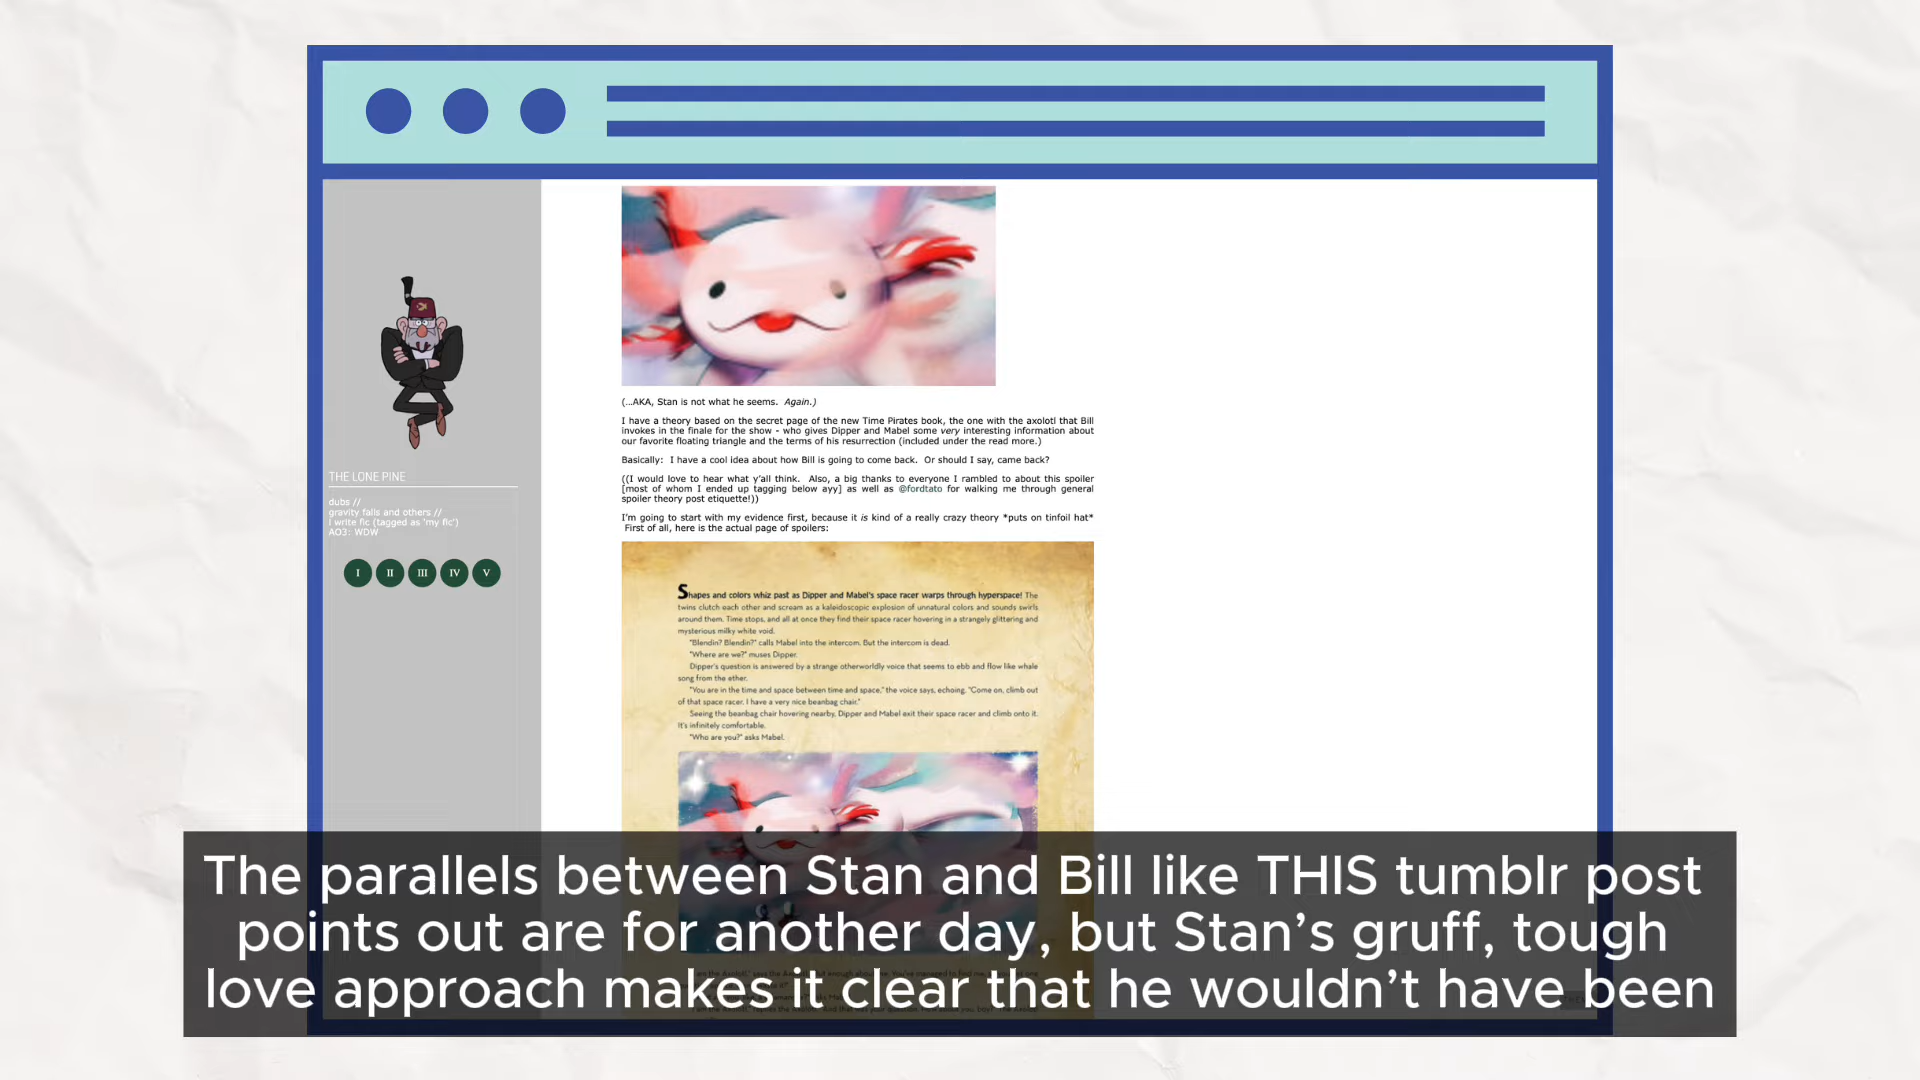 THE LONE PINE
dubs //
gravity falls and others //
i write fic (tagged as 'my fic')
AO3: WDW
I II III IV V
(...AKA, Stan is not what he seems. Again.)
I have a theory based on the secret page of the new Time Pirates book, the one with the axolotl that Bill
invokes in the finale for the show - who gives Dipper and Mabel some very interesting information about
our favorite floating triangle and the terms of his resurrection (included under the read more.)
Basically: I have a cool idea about how Bill is going to come back. Or should I say, came back?
((I would love to hear what y'all think. Also, a big thanks to everyone I rambled to about this spoiler
[most of whom I ended up tagging below ayy] as well as @fordtato for walking me through general
spoiler theory post etiquette!))
I'm going to start with my evidence first, because it is kind of a really crazy theory *puts on tinfoil hat*
First of all, here is the actual page of spoilers:
Shapes and colors whiz past as Dipper and Mabel's space racer warps through hyperspace! The
twins clutch each other and scream as a kaleidoscopic explosion of unnatural colors and sounds swirls
around them. Time stops, and all at once they find their space racer hovering in a strangely glittering and
mysterious milky white void.
"Blendin? Blendin?" calls Mabel into the intercom. But the intercom is dead.
"Where are we?" muses Dipper.
Dipper's question is answered by a strange otherworldly voice that seems to ebb and flow like whale
song from the ether.
"You are in the time and space between time and space," the voice says, echoing. "Come on, climb out
of that space racer. I have a very nice beanbag chair."
Seeing the beanbag chair hovering nearby, Dipper and Mabel exit their space racer and climb onto it.
It's infinitely comfortable.
"Who are you?" asks Mabel.
The parallels between Stan and Bill like THIS tumblr post
points out are for another day, but Stan's gruff, tough
love approach makes it clear that he wouldn't have been